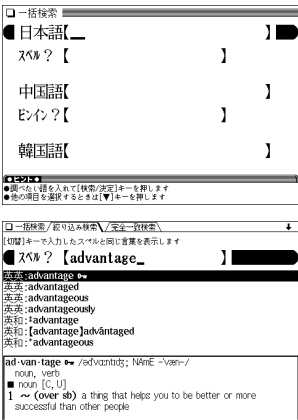 一括検索
日本語【 】
スペル?【 】
中国語【 】
ピンイン?【 】
韓国語【 】
●ヒント●
●調べたい語を入れて[検索/決定]キーを押します
●他の項目を選択するときは[▼]キーを押します
一括検索/絞り込み検索/完全一致検索
[切替]キーで入力したスペルと同じ言葉を表示します
スペル?【advantage_ 】
英英:advantage
英英:advantaged
英英:advantageous
英英:advantageously
英和:‡advantage
英和:【advantage】advántaged
英和:*advantageous
ad·van·tage /ədˈvɑːntɪdʒ; NAmE -ˈvæn-/
noun, verb
■ noun [C, U]
1 ~ (over sb) a thing that helps you to be better or more
successful than other people